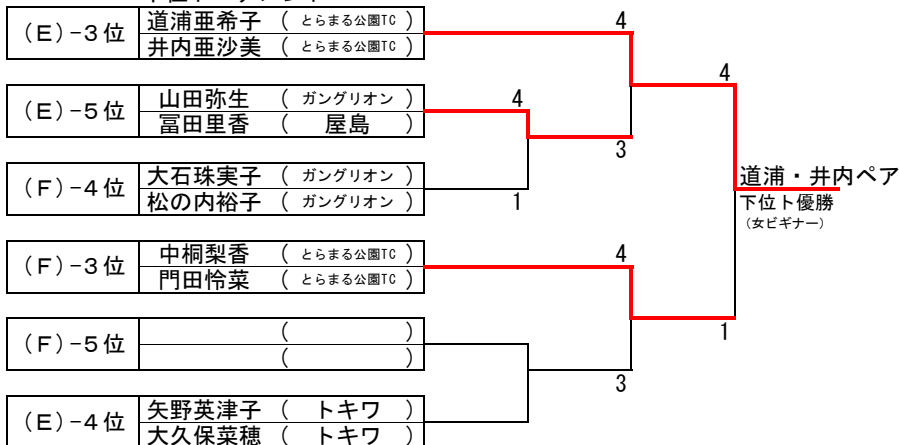 (E)-3位 道浦亜希子 ( とらまる公園TC )
井内亜沙美 ( とらまる公園TC )
4
4
(E)-5位 山田弥生 ( ガングリオン )
冨田里香 ( 屋島 )
4
3
(F)-4位 大石珠実子 ( ガングリオン )
松の内裕子 ( ガングリオン )
1
道浦・井内ペア
下位ト優勝
(女ビギナー)
(F)-3位 中桐梨香 ( とらまる公園TC )
門田怜菜 ( とらまる公園TC )
4
1
(F)-5位 ( )
( )
3
(E)-4位 矢野英津子 ( トキワ )
大久保菜穂 ( トキワ )